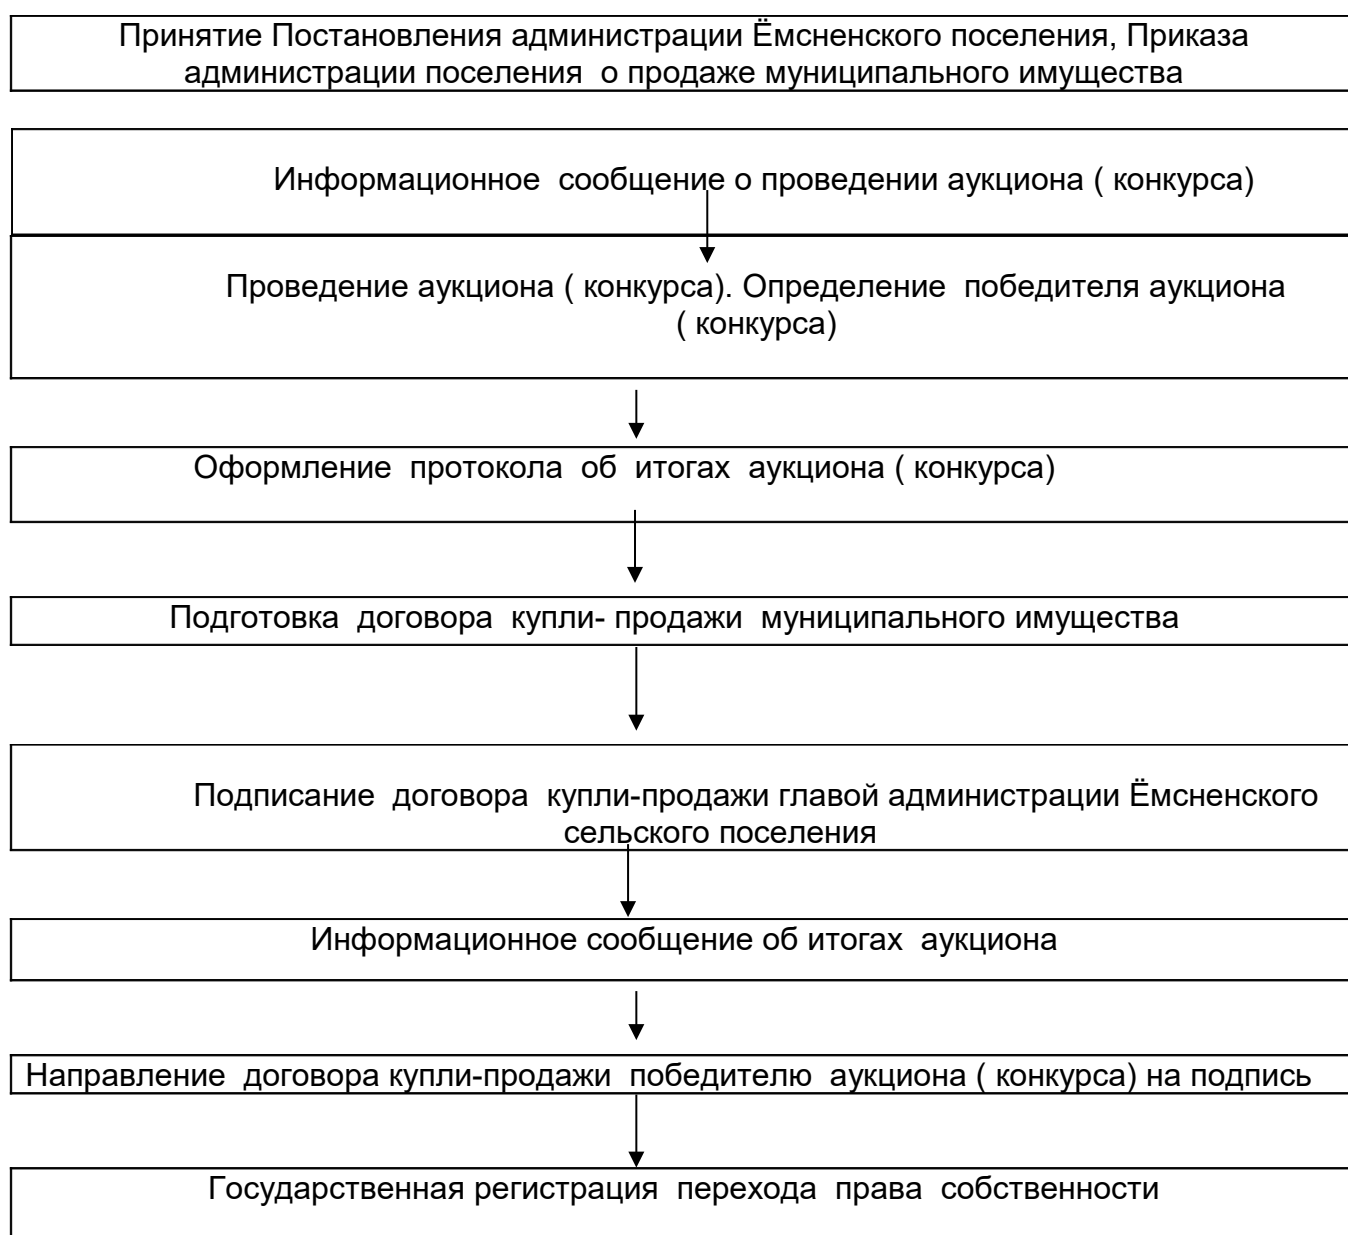 Принятие Постановления администрации Ёмсненского поселения, Приказа
администрации поселения о продаже муниципального имущества
Информационное сообщение о проведении аукциона ( конкурса)
Проведение аукциона ( конкурса). Определение победителя аукциона
( конкурса)
Оформление протокола об итогах аукциона ( конкурса)
Подготовка договора купли- продажи муниципального имущества
Подписание договора купли-продажи главой администрации Ёмсненского
сельского поселения
Информационное сообщение об итогах аукциона
Направление договора купли-продажи победителю аукциона ( конкурса) на подпись
Государственная регистрация перехода права собственности